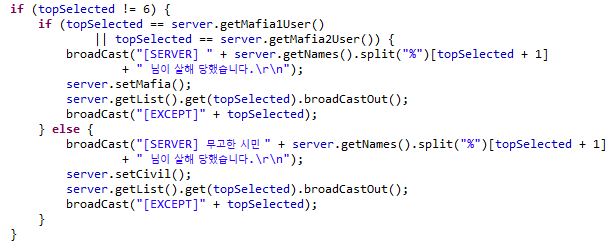 if (topSelected != 6) {
    if (topSelected == server.getMafia1User()
            || topSelected == server.getMafia2User()) {
        broadCast("[SERVER] " + server.getNames().split("%")[topSelected + 1]
                + " 님이 살해 당했습니다.\r\n");
        server.setMafia();
        server.getList().get(topSelected).broadCastOut();
        broadCast("[EXCEPT]" + topSelected);
    } else {
        broadCast("[SERVER] 무고한 시민 " + server.getNames().split("%")[topSelected + 1]
                + " 님이 살해 당했습니다.\r\n");
        server.setCivil();
        server.getList().get(topSelected).broadCastOut();
        broadCast("[EXCEPT]" + topSelected);
    }
}